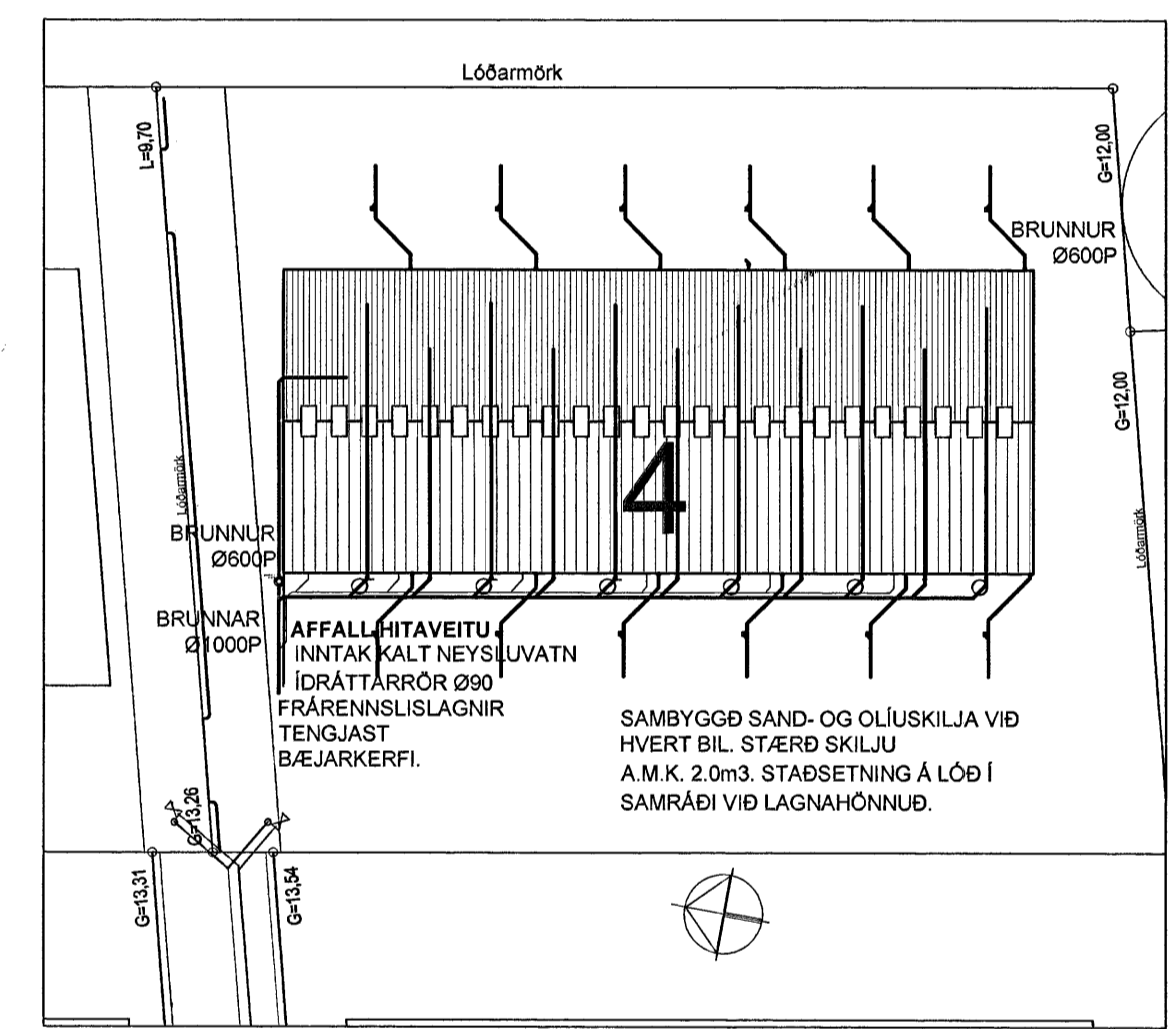 Lóðarmörk
L=9,70
G=12,00
BRUNNUR
Ø600P
G=12,00
Lóðarmörk
4
BRUNNUR
Ø600P
Lóðarmörk
BRUNNAR
Ø1000P
AFFALL HITAVEITU
INNTAK KALT NEYSLUVATN
ÍDRÁTTARRÖR Ø90
FRÁRENNSLISLAGNIR
TENGJAST
BÆJARKERFI.
SAMBYGGÐ SAND- OG OLÍUSKILJA VIÐ
HVERT BIL. STÆRÐ SKILJU
A.M.K. 2.0m3. STAÐSETNING Á LÓÐ Í
SAMRÁÐI VIÐ LAGNAHÖNNUÐ.
G=13,26
G=13,31
G=13,54